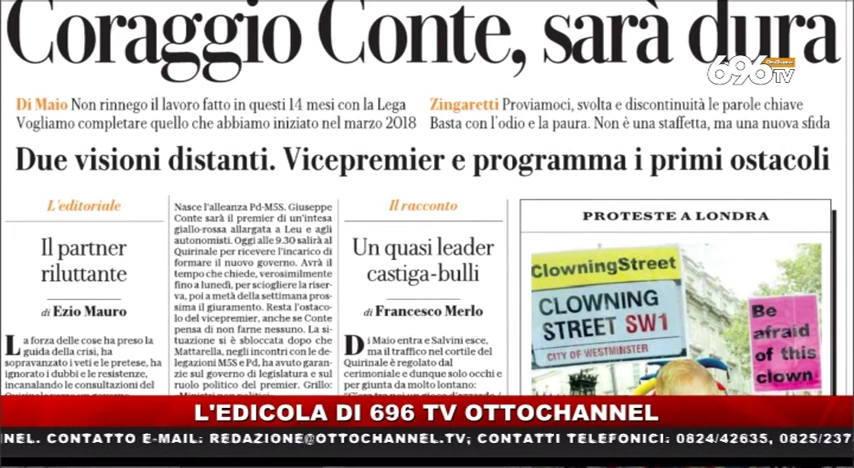 Coraggio Conte, sarà dura
696 TV
OttoChannel
Di Maio Non rinnego il lavoro fatto in questi 14 mesi con la Lega
Vogliamo completare quello che abbiamo iniziato nel marzo 2018
Zingaretti Proviamoci, svolta e discontinuità le parole chiave
Basta con l'odio e la paura. Non è una staffetta, ma una nuova sfida
Due visioni distanti. Vicepremier e programma i primi ostacoli
L'editoriale
Il partner
riluttante
di Ezio Mauro
La forza delle cose ha preso la
guida della crisi, ha
sopravanzato i veti e le pretese, ha
ignorato i dubbi e le resistenze,
incanalando le consultazioni del
Nasce l'alleanza Pd-M5S. Giuseppe
Conte sarà il premier di un'intesa
giallo-rossa allargata a Leu e agli
autonomisti. Oggi alle 9.30 salirà al
Quirinale per ricevere l'incarico di
formare il nuovo governo. Avrà il
tempo che chiede, verosimilmente
fino a lunedì, per sciogliere la riser-
va, poi a metà della settimana pros-
sima il giuramento. Resta l'ostaco-
lo del vicepremier, anche se Conte
pensa di non farne nessuno. La si-
tuazione si è sbloccata dopo che
Mattarella, negli incontri con le de-
legazioni M5S e Pd, ha avuto garan-
zie sul governo di legislatura e sul
ruolo politico del premier. Grillo:
Il racconto
Un quasi leader
castiga-bulli
di Francesco Merlo
Di Maio entra e Salvini esce,
ma il traffico nel cortile del
Quirinale è regolato dal
cerimoniale e dunque solo occhi e
per giunta da molto lontano:
PROTESTE A LONDRA
ClowningStreet
CLOWNING
STREET SW1
CITY OF WESTMINSTER
Be
afraid
of this
clown
L'EDICOLA DI 696 TV OTTOCHANNEL
NEL. CONTATTO E-MAIL: REDAZIONE@OTTOCHANNEL.TV; CONTATTI TELEFONICI: 0824/42635, 0825/237